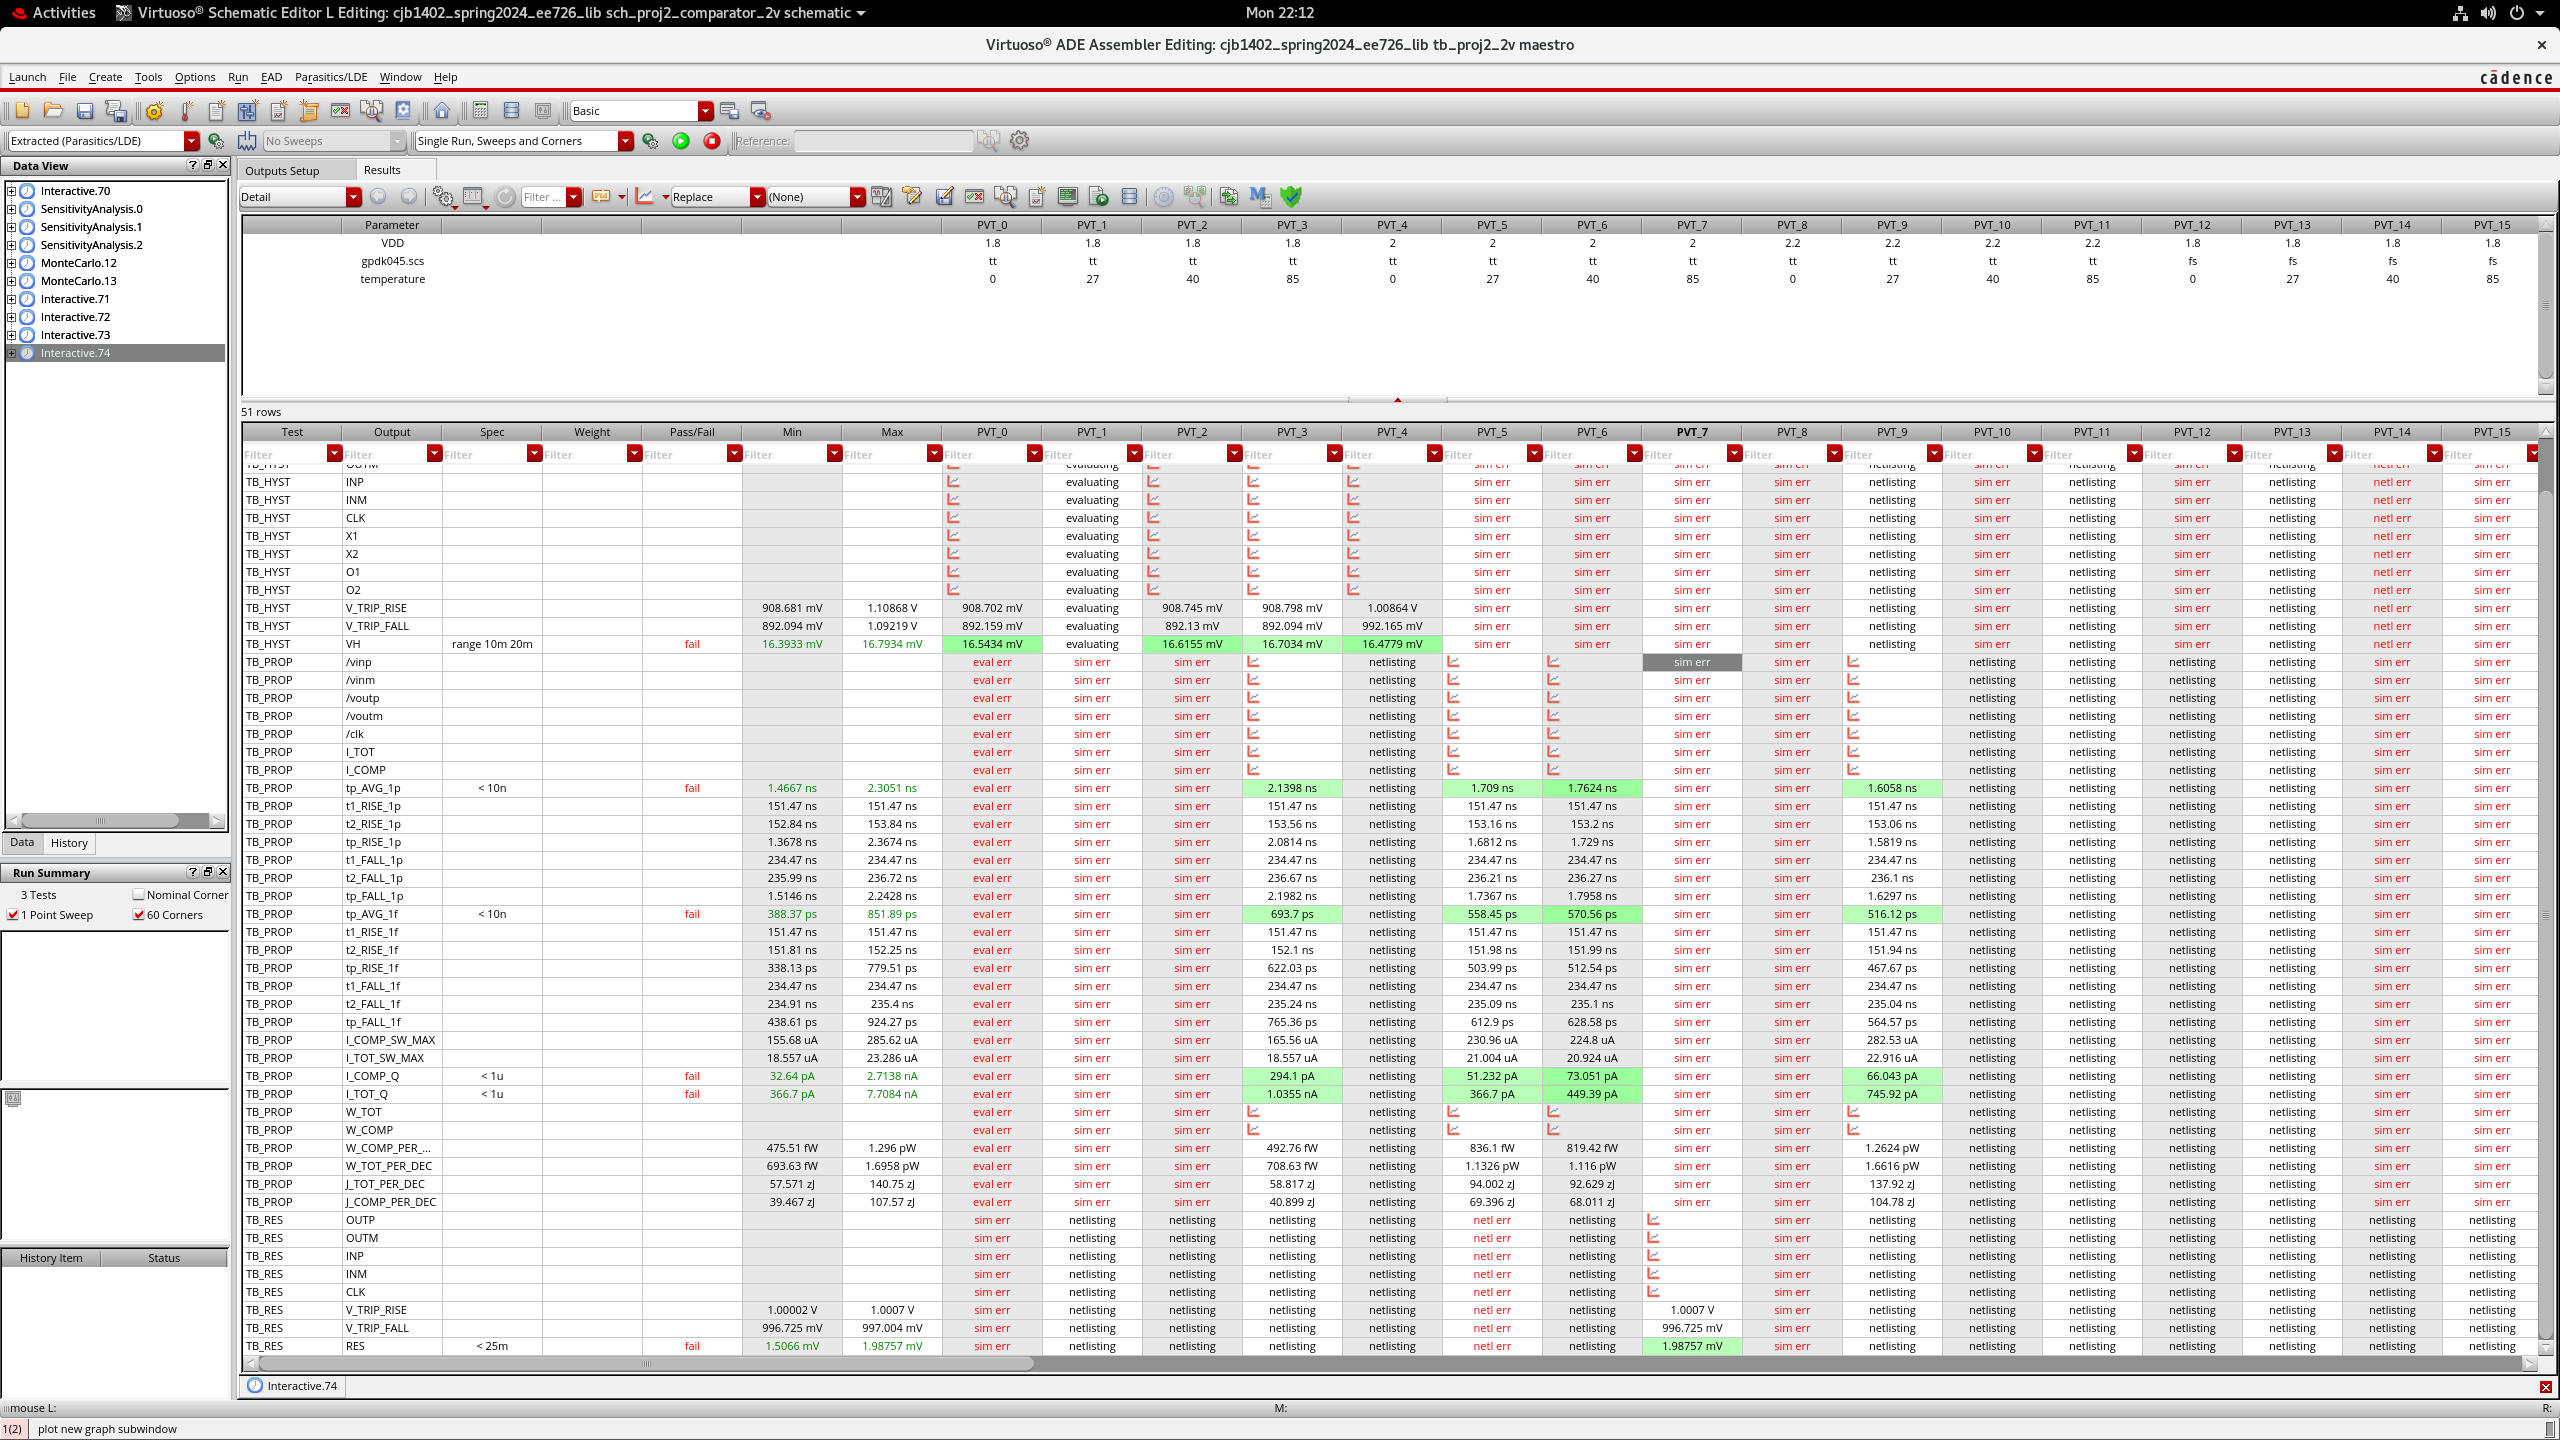 Activities Virtuoso® Schematic Editor L Editing: cjb1402_spring2024_ee726_lib sch_proj2_comparator_2v schematic Mon 22:12
Virtuoso® ADE Assembler Editing: cjb1402_spring2024_ee726_lib tb_proj2_2v maestro
Launch File Create Tools Options Run EAD Parasitics/LDE Window Help cādence
Basic
Extracted (Parasitics/LDE) No Sweeps Single Run, Sweeps and Corners Reference:
Data View
Interactive.70
SensitivityAnalysis.0
SensitivityAnalysis.1
SensitivityAnalysis.2
MonteCarlo.12
MonteCarlo.13
Interactive.71
Interactive.72
Interactive.73
Interactive.74
Data History
Run Summary
3 Tests Nominal Corner
1 Point Sweep 60 Corners
History Item Status
Outputs Setup Results
Detail Filter ... Replace (None)
Parameter PVT_0 PVT_1 PVT_2 PVT_3 PVT_4 PVT_5 PVT_6 PVT_7 PVT_8 PVT_9 PVT_10 PVT_11 PVT_12 PVT_13 PVT_14 PVT_15
VDD 1.8 1.8 1.8 1.8 2 2 2 2 2.2 2.2 2.2 2.2 1.8 1.8 1.8 1.8
gpdk045.scs tt tt tt tt tt tt tt tt tt tt tt tt fs fs fs fs
temperature 0 27 40 85 0 27 40 85 0 27 40 85 0 27 40 85
51 rows
Test Output Spec Weight Pass/Fail Min Max PVT_0 PVT_1 PVT_2 PVT_3 PVT_4 PVT_5 PVT_6 PVT_7 PVT_8 PVT_9 PVT_10 PVT_11 PVT_12 PVT_13 PVT_14 PVT_15
Filter Filter Filter Filter Filter Filter Filter Filter Filter Filter Filter Filter Filter Filter Filter Filter Filter Filter Filter Filter Filter Filter Filter
TB_HYST OUTM evaluating sim err sim err sim err sim err netlisting sim err netlisting sim err netlisting netl err sim err
TB_HYST INP evaluating sim err sim err sim err sim err netlisting sim err netlisting sim err netlisting netl err sim err
TB_HYST INM evaluating sim err sim err sim err sim err netlisting sim err netlisting sim err netlisting netl err sim err
TB_HYST CLK evaluating sim err sim err sim err sim err netlisting sim err netlisting sim err netlisting netl err sim err
TB_HYST X1 evaluating sim err sim err sim err sim err netlisting sim err netlisting sim err netlisting netl err sim err
TB_HYST X2 evaluating sim err sim err sim err sim err netlisting sim err netlisting sim err netlisting netl err sim err
TB_HYST O1 evaluating sim err sim err sim err sim err netlisting sim err netlisting sim err netlisting netl err sim err
TB_HYST O2 evaluating sim err sim err sim err sim err netlisting sim err netlisting sim err netlisting netl err sim err
TB_HYST V_TRIP_RISE 908.681 mV 1.10868 V 908.702 mV evaluating 908.745 mV 908.798 mV 1.00864 V sim err sim err sim err sim err netlisting sim err netlisting sim err netlisting netl err sim err
TB_HYST V_TRIP_FALL 892.094 mV 1.09219 V 892.159 mV evaluating 892.13 mV 892.094 mV 992.165 mV sim err sim err sim err sim err netlisting sim err netlisting sim err netlisting netl err sim err
TB_HYST VH range 10m 20m fail 16.3933 mV 16.7934 mV 16.5434 mV evaluating 16.6155 mV 16.7034 mV 16.4779 mV sim err sim err sim err sim err netlisting sim err netlisting sim err netlisting netl err sim err
TB_PROP /vinp eval err sim err sim err netlisting sim err sim err netlisting netlisting netlisting netlisting sim err sim err
TB_PROP /vinm eval err sim err sim err netlisting sim err sim err netlisting netlisting netlisting netlisting sim err sim err
TB_PROP /voutp eval err sim err sim err netlisting sim err sim err netlisting netlisting netlisting netlisting sim err sim err
TB_PROP /voutm eval err sim err sim err netlisting sim err sim err netlisting netlisting netlisting netlisting sim err sim err
TB_PROP /clk eval err sim err sim err netlisting sim err sim err netlisting netlisting netlisting netlisting sim err sim err
TB_PROP I_TOT eval err sim err sim err netlisting sim err sim err netlisting netlisting netlisting netlisting sim err sim err
TB_PROP I_COMP eval err sim err sim err netlisting sim err sim err netlisting netlisting netlisting netlisting sim err sim err
TB_PROP tp_AVG_1p < 10n fail 1.4667 ns 2.3051 ns eval err sim err sim err 2.1398 ns netlisting 1.709 ns 1.7624 ns sim err sim err 1.6058 ns netlisting netlisting netlisting netlisting sim err sim err
TB_PROP t1_RISE_1p 151.47 ns 151.47 ns eval err sim err sim err 151.47 ns netlisting 151.47 ns 151.47 ns sim err sim err 151.47 ns netlisting netlisting netlisting netlisting sim err sim err
TB_PROP t2_RISE_1p 152.84 ns 153.84 ns eval err sim err sim err 153.56 ns netlisting 153.16 ns 153.2 ns sim err sim err 153.06 ns netlisting netlisting netlisting netlisting sim err sim err
TB_PROP tp_RISE_1p 1.3678 ns 2.3674 ns eval err sim err sim err 2.0814 ns netlisting 1.6812 ns 1.729 ns sim err sim err 1.5819 ns netlisting netlisting netlisting netlisting sim err sim err
TB_PROP t1_FALL_1p 234.47 ns 234.47 ns eval err sim err sim err 234.47 ns netlisting 234.47 ns 234.47 ns sim err sim err 234.47 ns netlisting netlisting netlisting netlisting sim err sim err
TB_PROP t2_FALL_1p 235.99 ns 236.72 ns eval err sim err sim err 236.67 ns netlisting 236.21 ns 236.27 ns sim err sim err 236.1 ns netlisting netlisting netlisting netlisting sim err sim err
TB_PROP tp_FALL_1p 1.5146 ns 2.2428 ns eval err sim err sim err 2.1982 ns netlisting 1.7367 ns 1.7958 ns sim err sim err 1.6297 ns netlisting netlisting netlisting netlisting sim err sim err
TB_PROP tp_AVG_1f < 10n fail 388.37 ps 851.89 ps eval err sim err sim err 693.7 ps netlisting 558.45 ps 570.56 ps sim err sim err 516.12 ps netlisting netlisting netlisting netlisting sim err sim err
TB_PROP t1_RISE_1f 151.47 ns 151.47 ns eval err sim err sim err 151.47 ns netlisting 151.47 ns 151.47 ns sim err sim err 151.47 ns netlisting netlisting netlisting netlisting sim err sim err
TB_PROP t2_RISE_1f 151.81 ns 152.25 ns eval err sim err sim err 152.1 ns netlisting 151.98 ns 151.99 ns sim err sim err 151.94 ns netlisting netlisting netlisting netlisting sim err sim err
TB_PROP tp_RISE_1f 338.13 ps 779.51 ps eval err sim err sim err 622.03 ps netlisting 503.99 ps 512.54 ps sim err sim err 467.67 ps netlisting netlisting netlisting netlisting sim err sim err
TB_PROP t1_FALL_1f 234.47 ns 234.47 ns eval err sim err sim err 234.47 ns netlisting 234.47 ns 234.47 ns sim err sim err 234.47 ns netlisting netlisting netlisting netlisting sim err sim err
TB_PROP t2_FALL_1f 234.91 ns 235.4 ns eval err sim err sim err 235.24 ns netlisting 235.09 ns 235.1 ns sim err sim err 235.04 ns netlisting netlisting netlisting netlisting sim err sim err
TB_PROP tp_FALL_1f 438.61 ps 924.27 ps eval err sim err sim err 765.36 ps netlisting 612.9 ps 628.58 ps sim err sim err 564.57 ps netlisting netlisting netlisting netlisting sim err sim err
TB_PROP I_COMP_SW_MAX 155.68 uA 285.62 uA eval err sim err sim err 165.56 uA netlisting 230.96 uA 224.8 uA sim err sim err 282.53 uA netlisting netlisting netlisting netlisting sim err sim err
TB_PROP I_TOT_SW_MAX 18.557 uA 23.286 uA eval err sim err sim err 18.557 uA netlisting 21.004 uA 20.924 uA sim err sim err 22.916 uA netlisting netlisting netlisting netlisting sim err sim err
TB_PROP I_COMP_Q < 1u fail 32.64 pA 2.7138 nA eval err sim err sim err 294.1 pA netlisting 51.232 pA 73.051 pA sim err sim err 66.043 pA netlisting netlisting netlisting netlisting sim err sim err
TB_PROP I_TOT_Q < 1u fail 366.7 pA 7.7084 nA eval err sim err sim err 1.0355 nA netlisting 366.7 pA 449.39 pA sim err sim err 745.92 pA netlisting netlisting netlisting netlisting sim err sim err
TB_PROP W_TOT eval err sim err sim err netlisting sim err sim err netlisting netlisting netlisting netlisting sim err sim err
TB_PROP W_COMP eval err sim err sim err netlisting sim err sim err netlisting netlisting netlisting netlisting sim err sim err
TB_PROP W_COMP_PER_... 475.51 fW 1.296 pW eval err sim err sim err 492.76 fW netlisting 836.1 fW 819.42 fW sim err sim err 1.2624 pW netlisting netlisting netlisting netlisting sim err sim err
TB_PROP W_TOT_PER_DEC 693.63 fW 1.6958 pW eval err sim err sim err 708.63 fW netlisting 1.1326 pW 1.116 pW sim err sim err 1.6616 pW netlisting netlisting netlisting netlisting sim err sim err
TB_PROP J_TOT_PER_DEC 57.571 zJ 140.75 zJ eval err sim err sim err 58.817 zJ netlisting 94.002 zJ 92.629 zJ sim err sim err 137.92 zJ netlisting netlisting netlisting netlisting sim err sim err
TB_PROP J_COMP_PER_DEC 39.467 zJ 107.57 zJ eval err sim err sim err 40.899 zJ netlisting 69.396 zJ 68.011 zJ sim err sim err 104.78 zJ netlisting netlisting netlisting netlisting sim err sim err
TB_RES OUTP sim err netlisting netlisting netlisting netlisting netl err netlisting sim err netlisting netlisting netlisting netlisting netlisting netlisting netlisting
TB_RES OUTM sim err netlisting netlisting netlisting netlisting netl err netlisting sim err netlisting netlisting netlisting netlisting netlisting netlisting netlisting
TB_RES INP sim err netlisting netlisting netlisting netlisting netl err netlisting sim err netlisting netlisting netlisting netlisting netlisting netlisting netlisting
TB_RES INM sim err netlisting netlisting netlisting netlisting netl err netlisting sim err netlisting netlisting netlisting netlisting netlisting netlisting netlisting
TB_RES CLK sim err netlisting netlisting netlisting netlisting netl err netlisting sim err netlisting netlisting netlisting netlisting netlisting netlisting netlisting
TB_RES V_TRIP_RISE 1.00002 V 1.0007 V sim err netlisting netlisting netlisting netlisting netl err netlisting 1.0007 V sim err netlisting netlisting netlisting netlisting netlisting netlisting netlisting
TB_RES V_TRIP_FALL 996.725 mV 997.004 mV sim err netlisting netlisting netlisting netlisting netl err netlisting 996.725 mV sim err netlisting netlisting netlisting netlisting netlisting netlisting netlisting
TB_RES RES < 25m fail 1.5066 mV 1.98757 mV sim err netlisting netlisting netlisting netlisting netl err netlisting 1.98757 mV sim err netlisting netlisting netlisting netlisting netlisting netlisting netlisting
Interactive.74
mouse L: M: R:
1(2) plot new graph subwindow